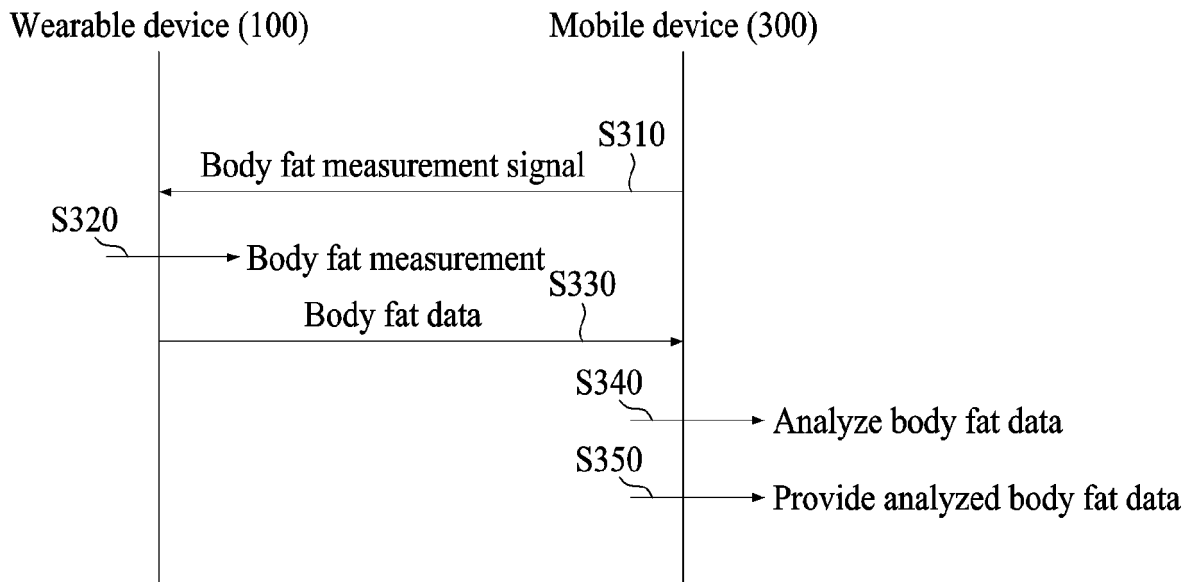 Wearable device (100)
Mobile device (300)
S310
Body fat measurement signal
S320
Body fat measurement
S330
Body fat data
S340
Analyze body fat data
S350
Provide analyzed body fat data